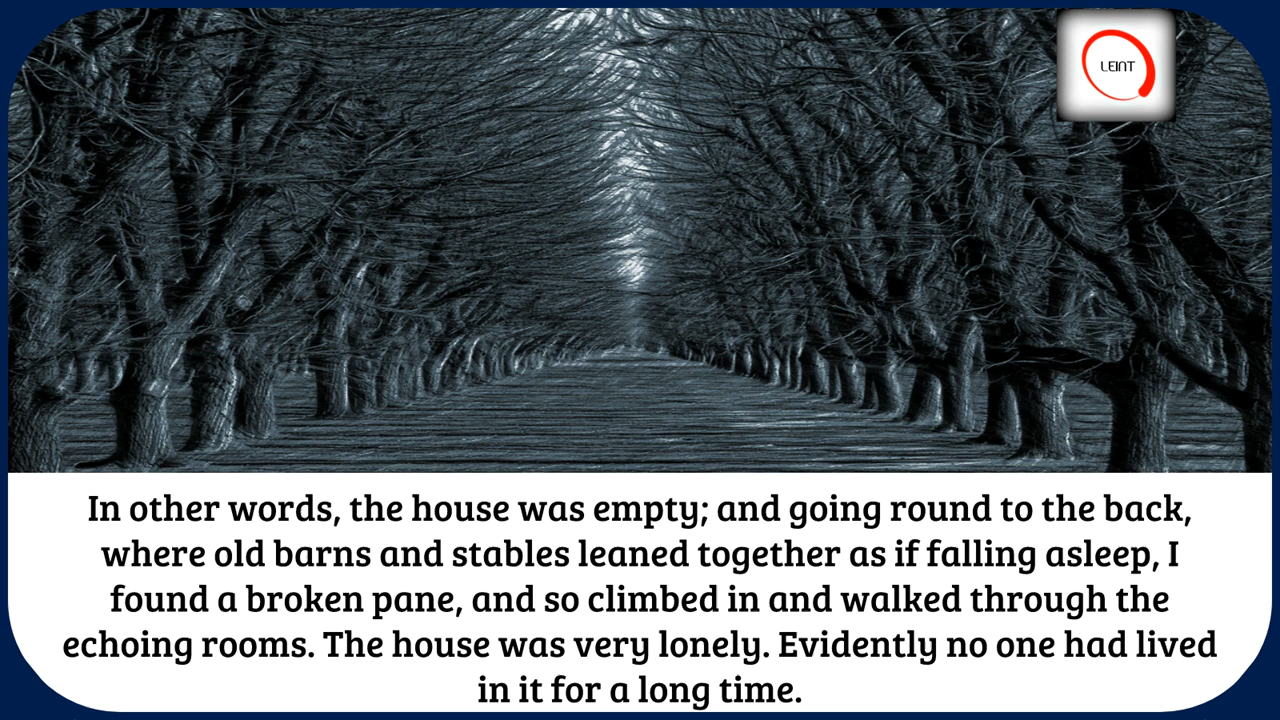 LEINT
In other words, the house was empty; and going round to the back,
where old barns and stables leaned together as if falling asleep, I
found a broken pane, and so climbed in and walked through the
echoing rooms. The house was very lonely. Evidently no one had lived
in it for a long time.